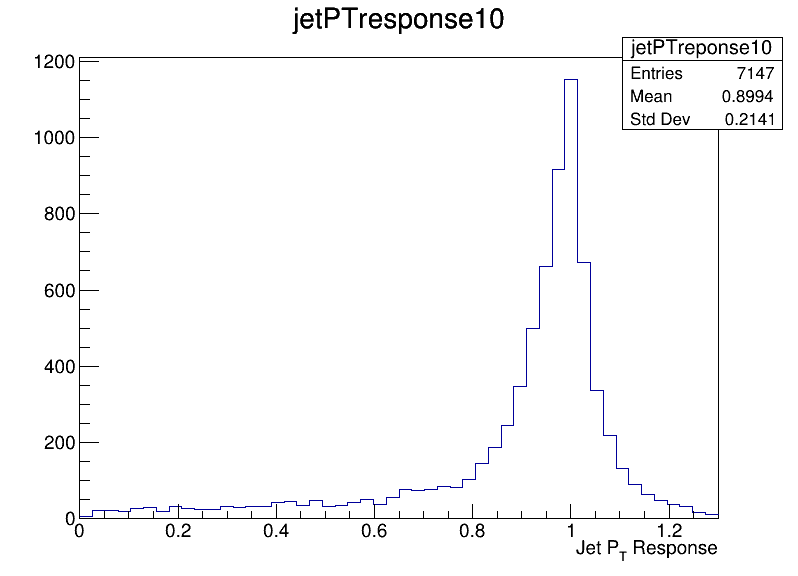 jetPTresponse10
jetPTreponse10
Entries 7147
Mean 0.8994
Std Dev 0.2141
1200
1000
800
600
400
200
0
0 0.2 0.4 0.6 0.8 1 1.2
Jet P_T Response